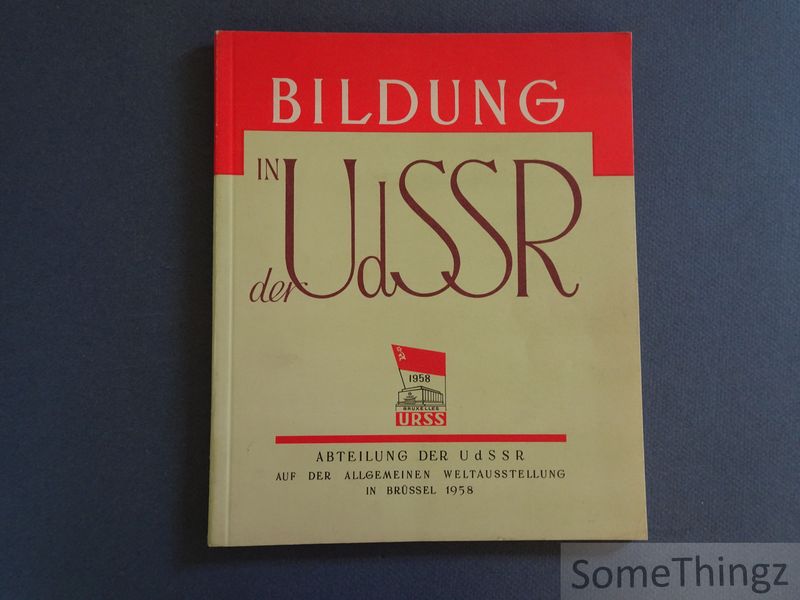 BILDUNG
IN
der UdSSR
1958
BRUXELLES
URSS
ABTEILUNG DER UdSSR
AUF DER ALLGEMEINEN WELTAUSSTELLUNG
IN BRÜSSEL 1958
SomeThingz